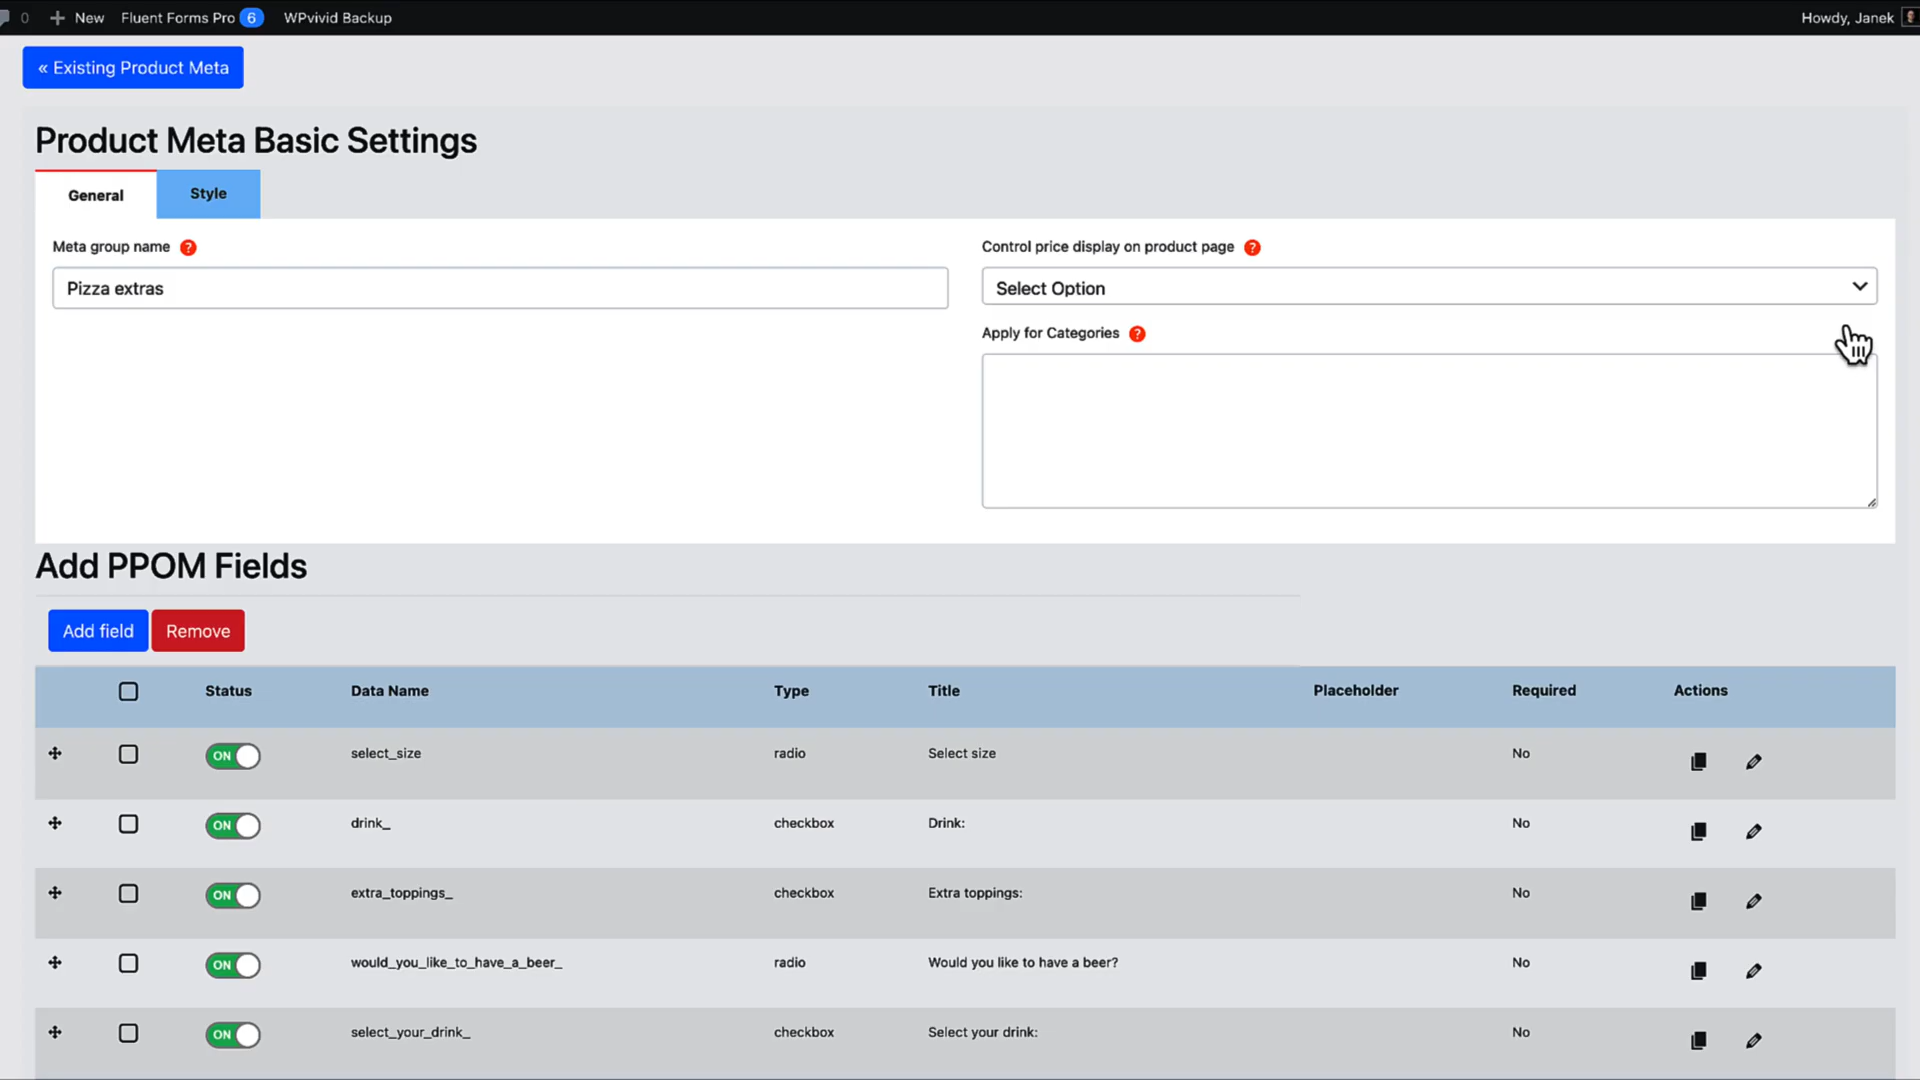 0 New Fluent Forms Pro 6 WPvivid Backup Howdy, Janek
« Existing Product Meta
Product Meta Basic Settings
General Style
Meta group name ? Control price display on product page ?
Pizza extras Select Option
Apply for Categories ?
Add PPOM Fields
Add field Remove
Status Data Name Type Title Placeholder Required Actions
ON select_size radio Select size No
ON drink_ checkbox Drink: No
ON extra_toppings_ checkbox Extra toppings: No
ON would_you_like_to_have_a_beer_ radio Would you like to have a beer? No
ON select_your_drink_ checkbox Select your drink: No